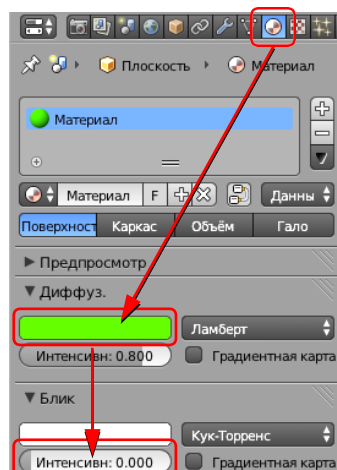 Плоскость Материал
Материал
Материал F Данны
Поверхност Каркас Объём Гало
Предпросмотр
Диффуз.
Ламберт
Интенсивн: 0.800 Градиентная карта
Блик
Кук-Торренс
Интенсивн: 0.000 Градиентная карта